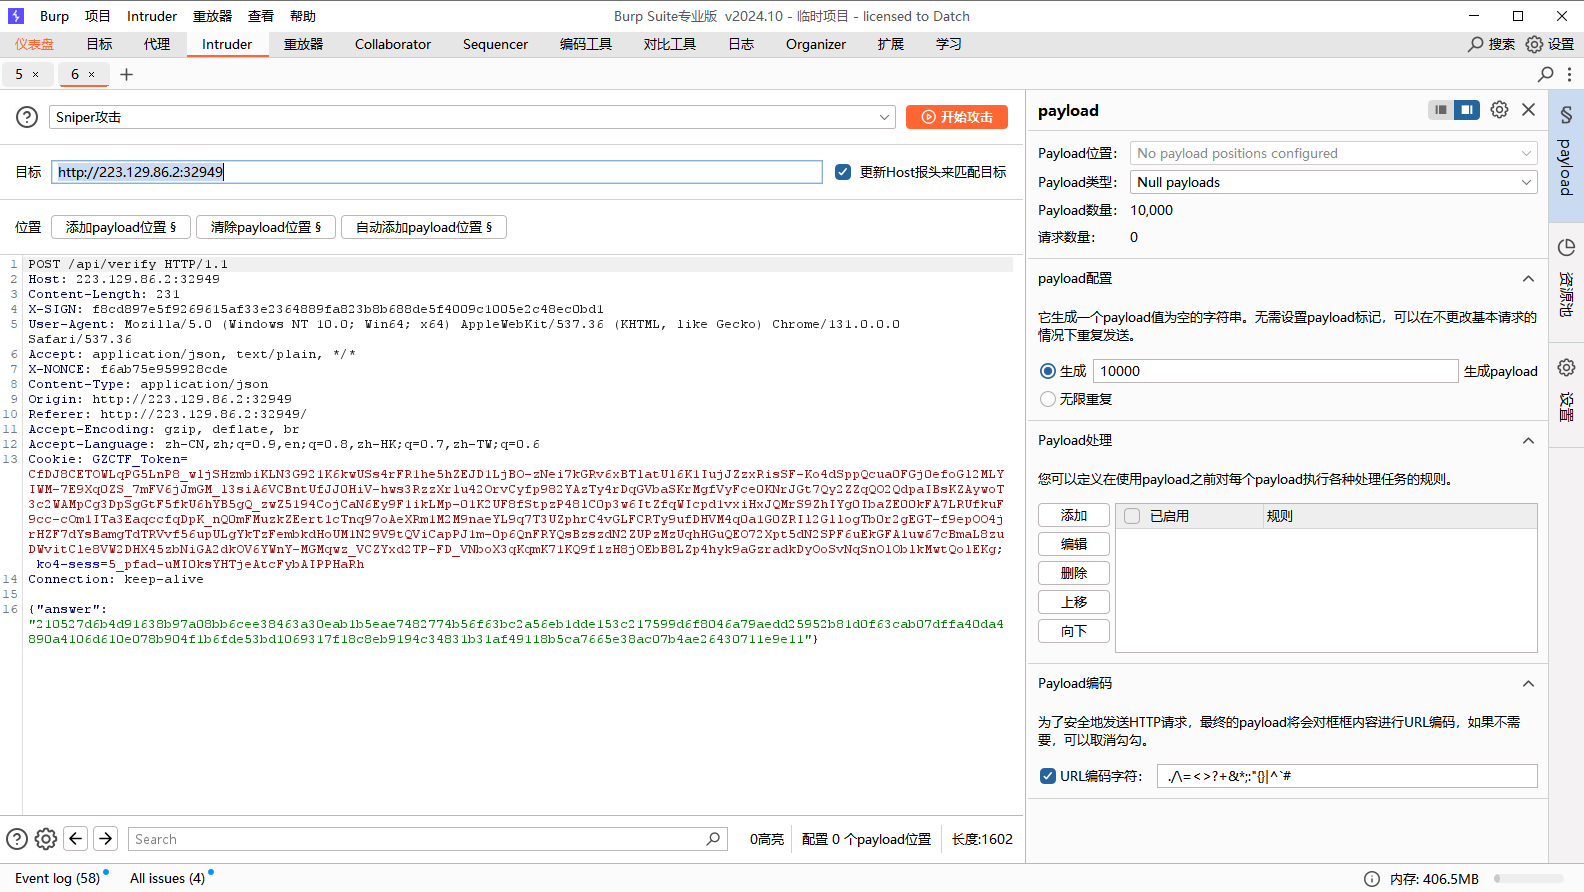 Burp 项目 Intruder 重放器 查看 帮助 Burp Suite专业版 v2024.10 - 临时项目 - licensed to Datch
仪表盘 目标 代理 Intruder 重放器 Collaborator Sequencer 编码工具 对比工具 日志 Organizer 扩展 学习 搜索 设置
5 × 6 × +
Sniper攻击 开始攻击
目标 http://223.129.86.2:32949 更新Host报头来匹配目标
位置 添加payload位置 § 清除payload位置 § 自动添加payload位置 §
1 POST /api/verify HTTP/1.1
2 Host: 223.129.86.2:32949
3 Content-Length: 231
4 X-SIGN: f8cd897e5f9269615af33e2364889fa823b8b688de5f4009c1005e2c48ec0bd1
5 User-Agent: Mozilla/5.0 (Windows NT 10.0; Win64; x64) AppleWebKit/537.36 (KHTML, like Gecko) Chrome/131.0.0.0
Safari/537.36
6 Accept: application/json, text/plain, */*
7 X-NONCE: f6ab75e959928cde
8 Content-Type: application/json
9 Origin: http://223.129.86.2:32949
10 Referer: http://223.129.86.2:32949/
11 Accept-Encoding: gzip, deflate, br
12 Accept-Language: zh-CN,zh;q=0.9,en;q=0.8,zh-HK;q=0.7,zh-TW;q=0.6
13 Cookie: GZCTF_Token=
ko4-sess=5_pfad-uMIOksYHTjeAtcFybAIPPHaRh
14 Connection: keep-alive
15
16 {"answer":
"210527d6b4d91638b97a08bb6cee38463a30eab1b5eae7482774b56f63bc2a56eb1dde153c217599d6f8046a79aedd25952b81d0f63cab07dffa40da4
890a4106d610e078b904f1b6fde53bd1069317f18c8eb9194c34831b31af49118b5ca7665e38ac07b4ae26430711e9e11"}
Search 0高亮 配置 0 个payload位置 长度:1602
Event log (58) All issues (4) 内存: 406.5MB
payload
Payload位置: No payload positions configured
Payload类型: Null payloads
Payload数量: 10,000
请求数量: 0
payload配置
它生成一个payload值为空的字符串。无需设置payload标记，可以在不更改基本请求的
情况下重复发送。
生成 10000 生成payload
无限重复
Payload处理
您可以定义在使用payload之前对每个payload执行各种处理任务的规则。
添加 已启用 规则
编辑
删除
上移
向下
Payload编码
为了安全地发送HTTP请求，最终的payload将会对框框内容进行URL编码，如果不需
要，可以取消勾勾。
URL编码字符: ./\=<>?+&*;:"{}|^`#
§ payload
资源池
设置